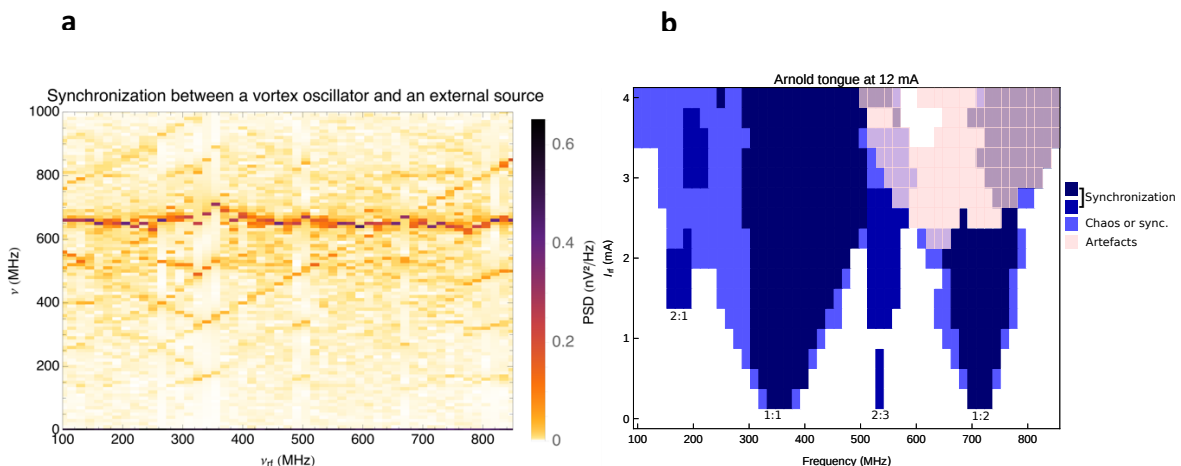 a
b
Synchronization between a vortex oscillator and an external source
1000
800
600
400
200
0
ν (MHz)
100 200 300 400 500 600 700 800
ν_rf (MHz)
0.6
0.4
0.2
0
PSD (nV²/Hz)
Arnold tongue at 12 mA
4
3
2
1
0
I_rf (mA)
2:1
1:1
2:3
1:2
100 200 300 400 500 600 700 800
Frequency (MHz)
Synchronization
Chaos or sync.
Artefacts